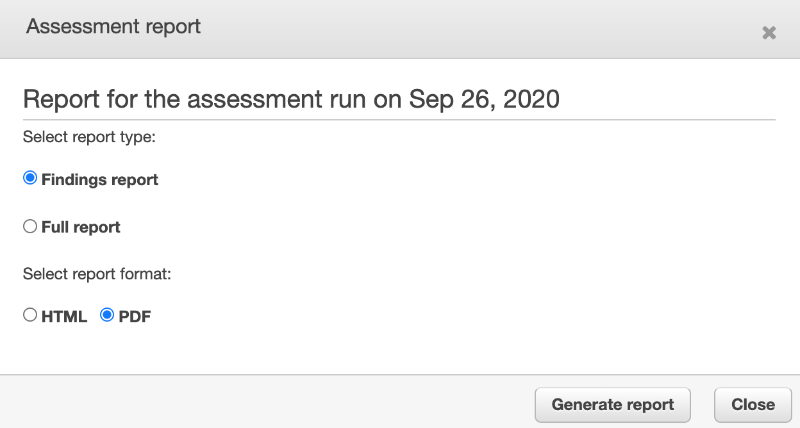 Assessment report
Report for the assessment run on Sep 26, 2020
Select report type:
Findings report
Full report
Select report format:
HTML PDF
Generate report Close